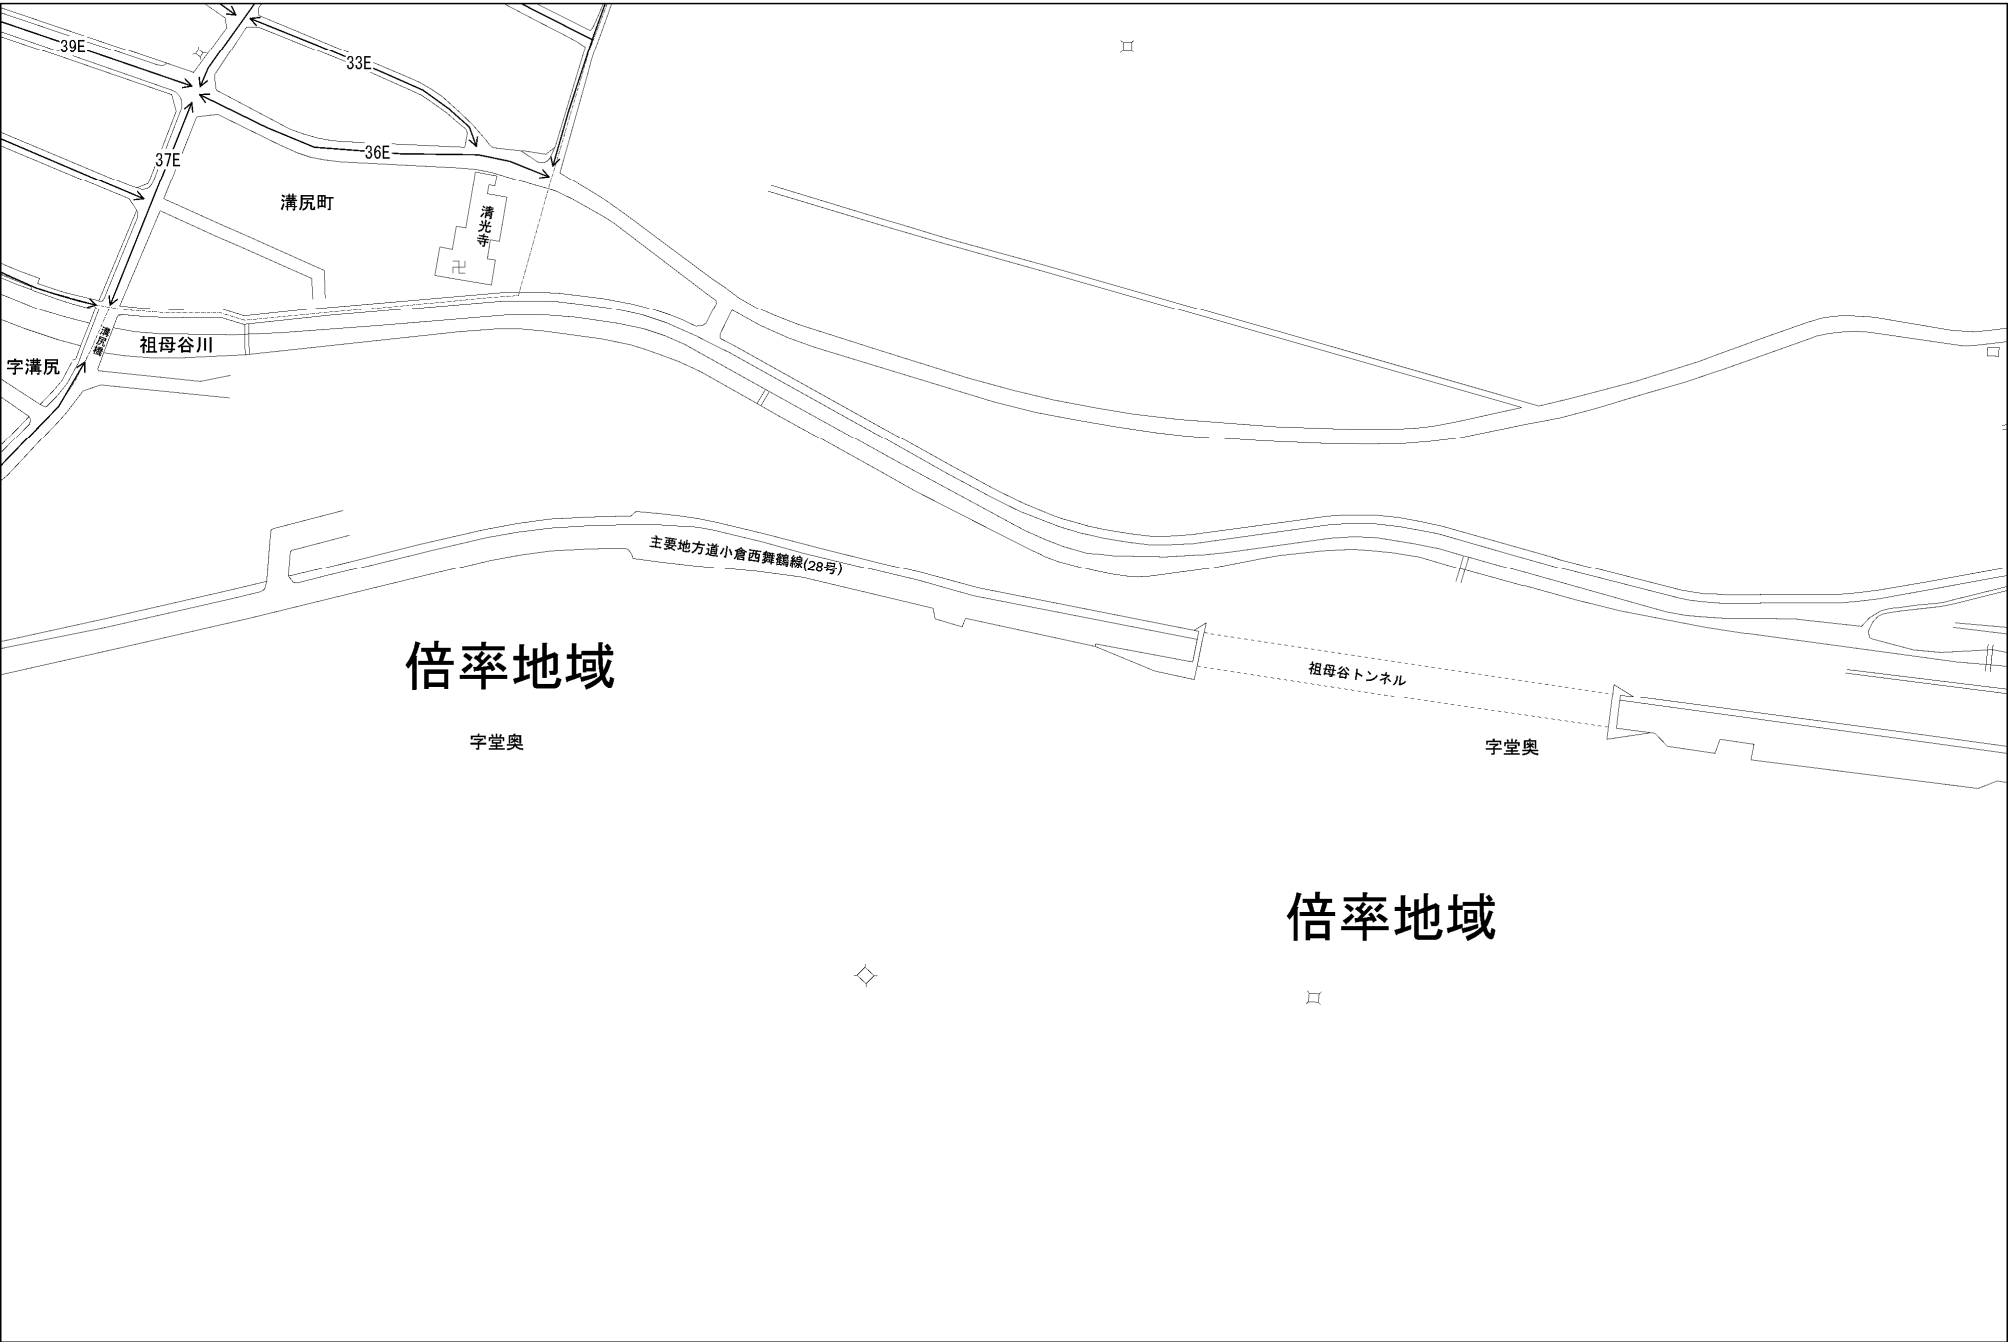 39E
33E
37E
36E
溝尻町
清光寺
溝尻橋
祖母谷川
字溝尻
主要地方道小倉西舞鶴線(28号)
倍率地域
祖母谷トンネル
字堂奥
字堂奥
倍率地域